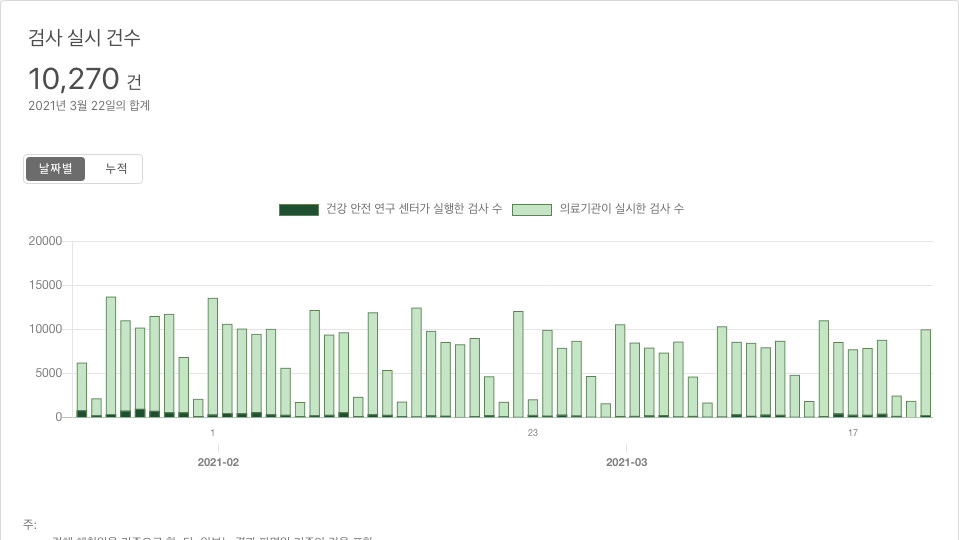 검사 실시 건수
10,270 건
2021년 3월 22일의 합계
날짜별 누적
건강 안전 연구 센터가 실행한 검사 수 의료기관이 실시한 검사 수
20000
15000
10000
5000
0
1 23 17
2021-02 2021-03
주: